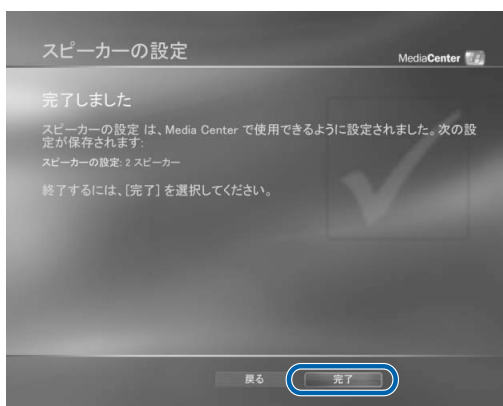 スピーカーの設定
MediaCenter
完了しました
スピーカーの設定 は、Media Center で使用できるように設定されました。次の設
定が保存されます:
スピーカーの設定: 2 スピーカー
終了するには、[完了] を選択してください。
戻る
完了